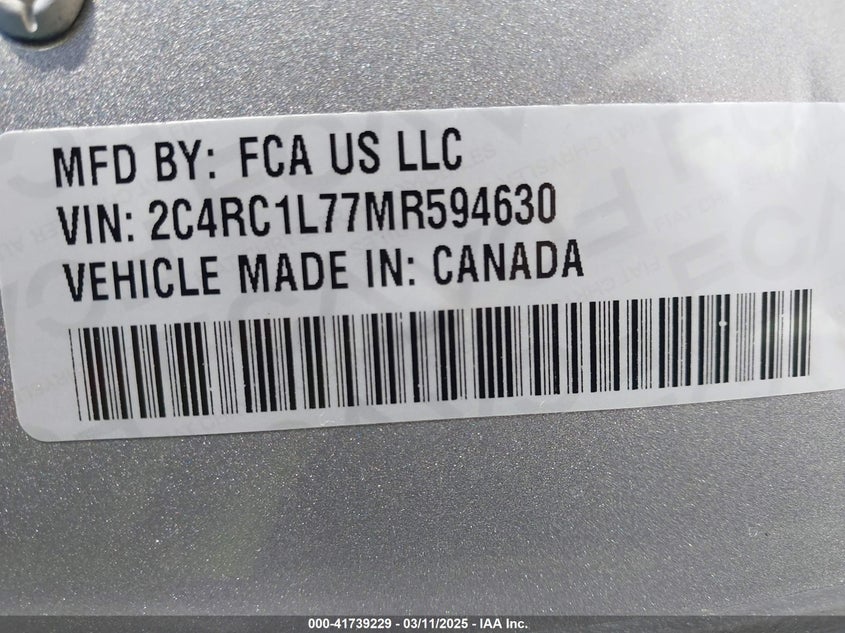 MFD BY: FCA US LLC
VIN: 2C4RC1L77MR594630
VEHICLE MADE IN: CANADA
000-41739229 - 03/11/2025 - IAA Inc.